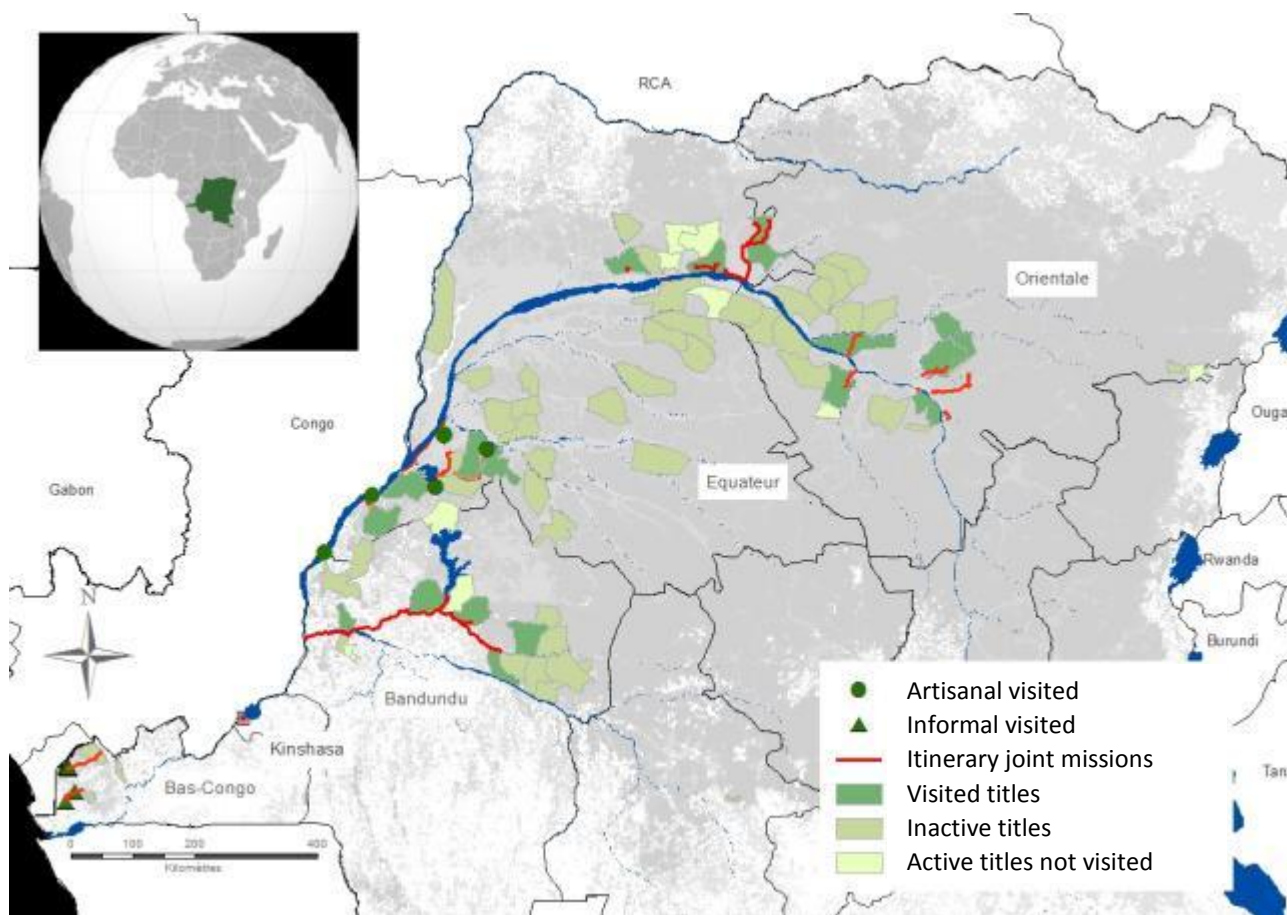 RCA
Orientale
Congo
Ouga
Gabon
Equateur
Rwanda
N
Burundi
Bandundu
Kinshasa
Bas-Congo
Tan
0 100 200 400
Kilomètres
Artisanal visited
Informal visited
Itinerary joint missions
Visited titles
Inactive titles
Active titles not visited